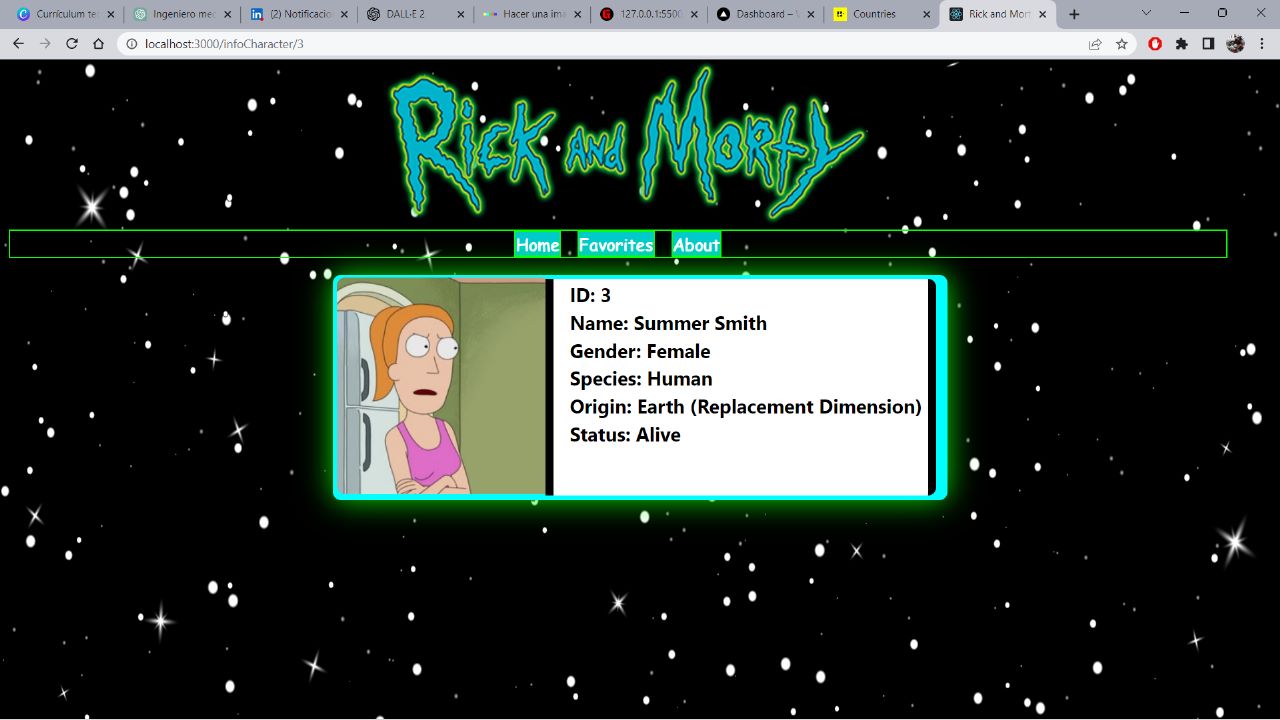 Currículum te
Ingeniero mec
(2) Notificacio
DALL·E 2
Hacer una ima
127.0.0.1:5500
Dashboard –
Countries
Rick and Mort
localhost:3000/infoCharacter/3
RICK AND MORTY
Home Favorites About
ID: 3
Name: Summer Smith
Gender: Female
Species: Human
Origin: Earth (Replacement Dimension)
Status: Alive